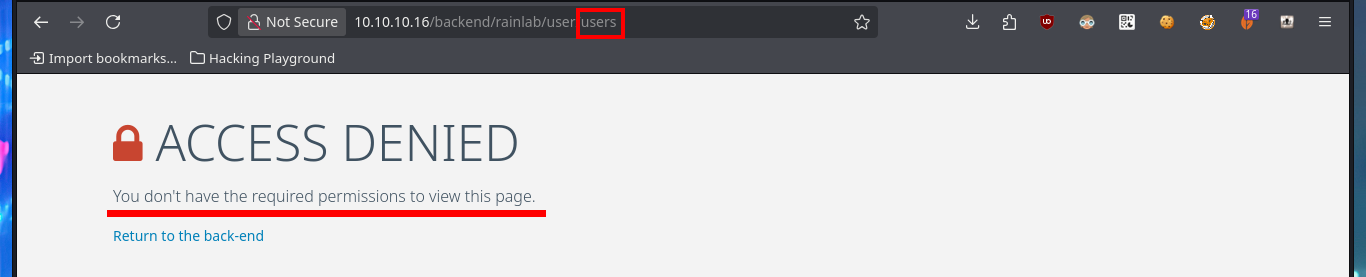 Not Secure 10.10.10.16/backend/rainlab/user/users
16
Import bookmarks... Hacking Playground
ACCESS DENIED
You don't have the required permissions to view this page.
Return to the back-end